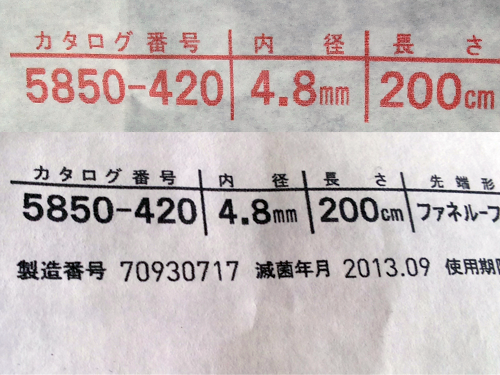 カタログ番号 内径 長さ
5850-420 4.8mm 200cm
カタログ番号 内径 長さ 先端形
5850-420 4.8mm 200cm ファネルーフ
製造番号 70930717 滅菌年月 2013.09 使用期限